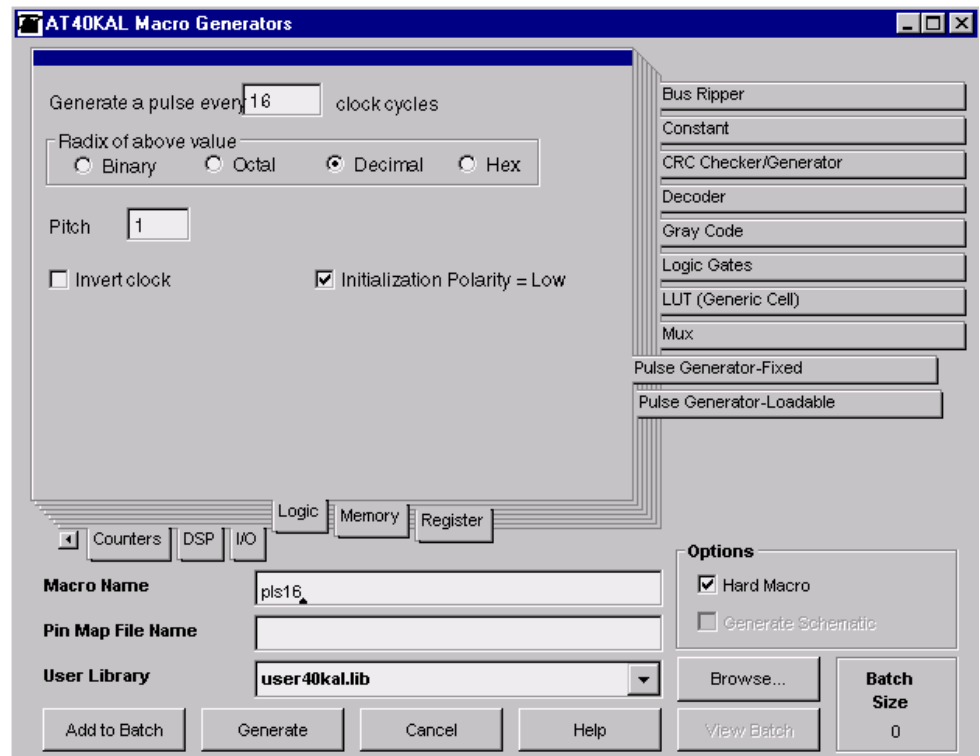 AT40KAL Macro Generators
Generate a pulse every 16 clock cycles
Radix of above value
Binary Octal Decimal Hex
Pitch 1
Invert clock Initialization Polarity = Low
Bus Ripper
Constant
CRC Checker/Generator
Decoder
Gray Code
Logic Gates
LUT (Generic Cell)
Mux
Pulse Generator-Fixed
Pulse Generator-Loadable
Logic Memory Register
Counters DSP I/O
Macro Name pls16
Pin Map File Name
User Library user40kal.lib
Options
Hard Macro
Generate Schematic
Browse...
Batch Size
0
Add to Batch Generate Cancel Help View Batch